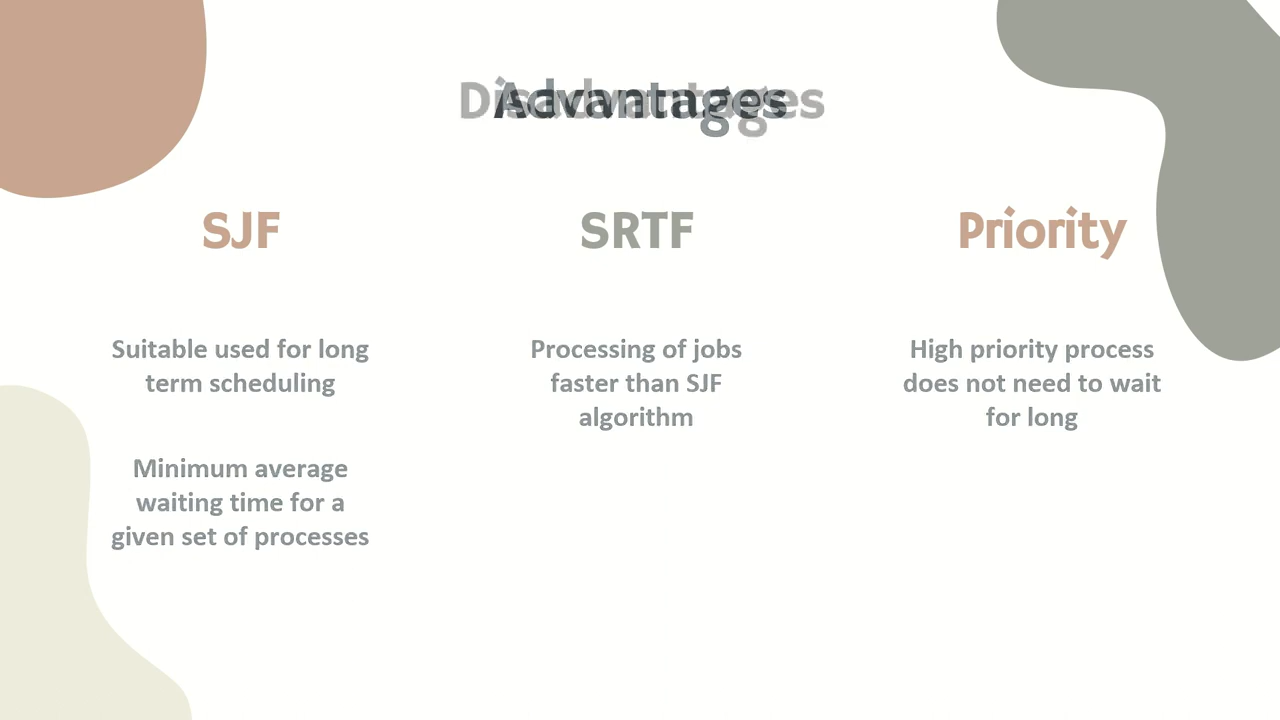 Disadvantages
Advantages
SJF
SRTF
Priority
Suitable used for long
term scheduling
Minimum average
waiting time for a
given set of processes
Processing of jobs
faster than SJF
algorithm
High priority process
does not need to wait
for long